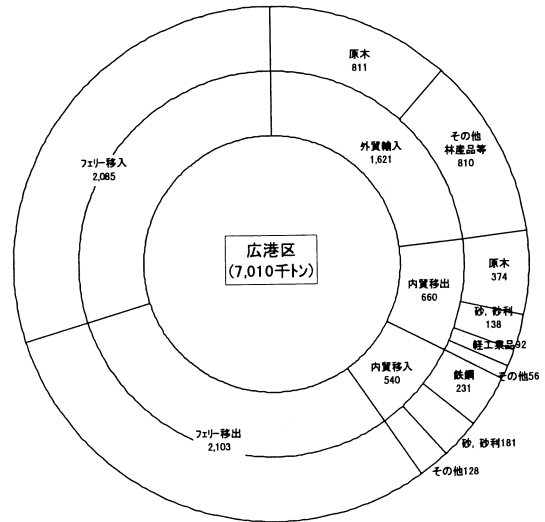 原木
811
その他
林産品等
810
外貿輸入
1,621
フェリー移入
2,085
広港区
(7,010千トン)
原木
374
内貿移出
660
砂, 砂利
138
軽工業品92
その他56
内貿移入
540
鉄鋼
231
砂, 砂利181
その他128
フェリー移出
2,103